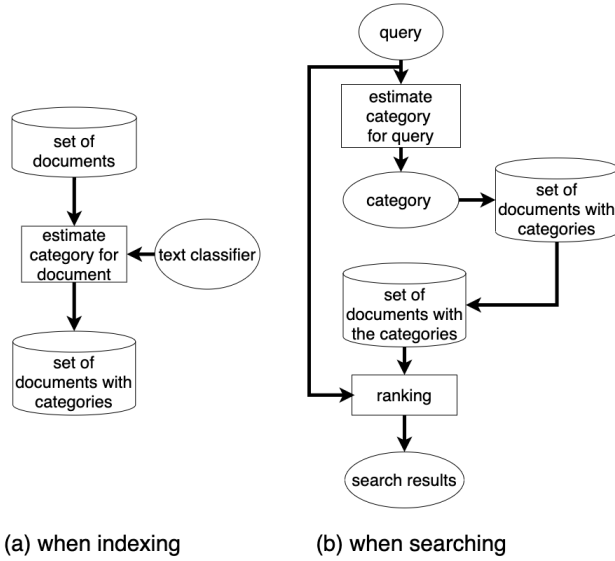 set of
documents
estimate
category for
document
text classifier
set of
documents with
categories
(a) when indexing
query
estimate
category
for query
category
set of
documents with
categories
set of
documents with
the categories
ranking
search results
(b) when searching